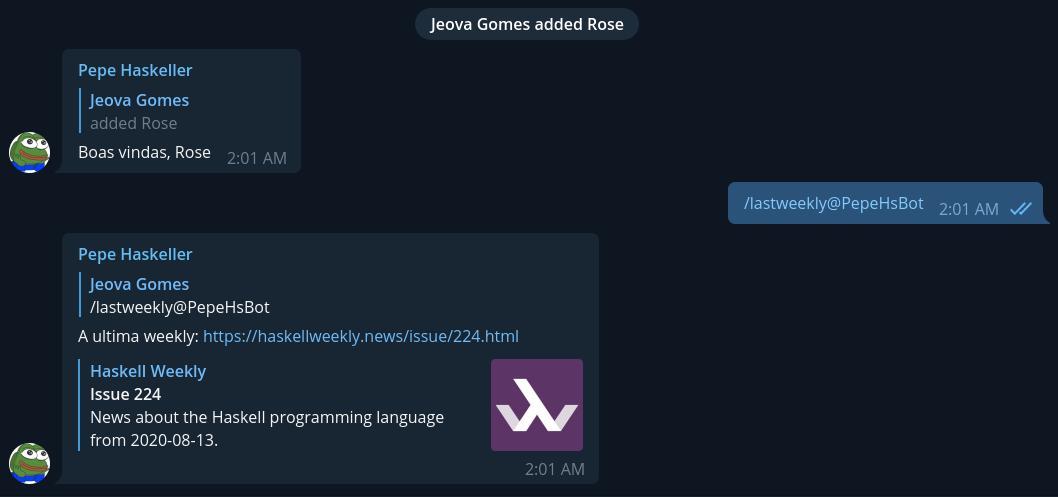 Jeova Gomes added Rose
Pepe Haskeller
Jeova Gomes
added Rose
Boas vindas, Rose 2:01 AM
/lastweekly@PepeHsBot 2:01 AM
Pepe Haskeller
Jeova Gomes
/lastweekly@PepeHsBot
A ultima weekly: https://haskellweekly.news/issue/224.html
Haskell Weekly
Issue 224
News about the Haskell programming language
from 2020-08-13.
2:01 AM